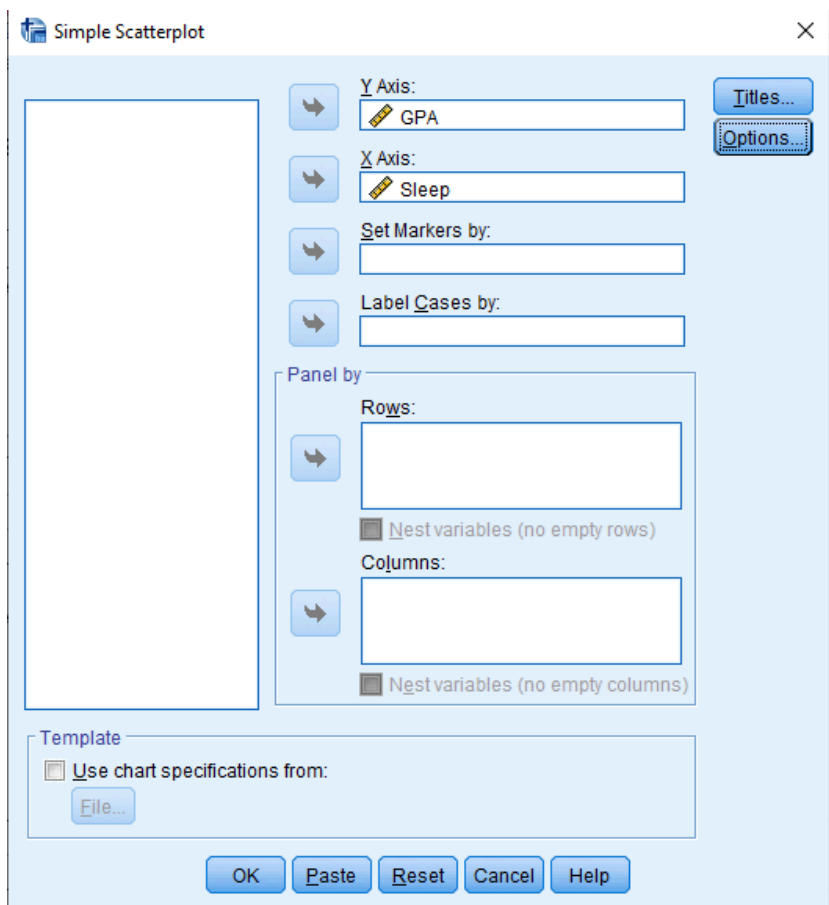 Simple Scatterplot
Y Axis:
GPA
X Axis:
Sleep
Set Markers by:
Label Cases by:
Titles...
Options...
Panel by
Rows:
Nest variables (no empty rows)
Columns:
Nest variables (no empty columns)
Template
Use chart specifications from:
File...
OK Paste Reset Cancel Help